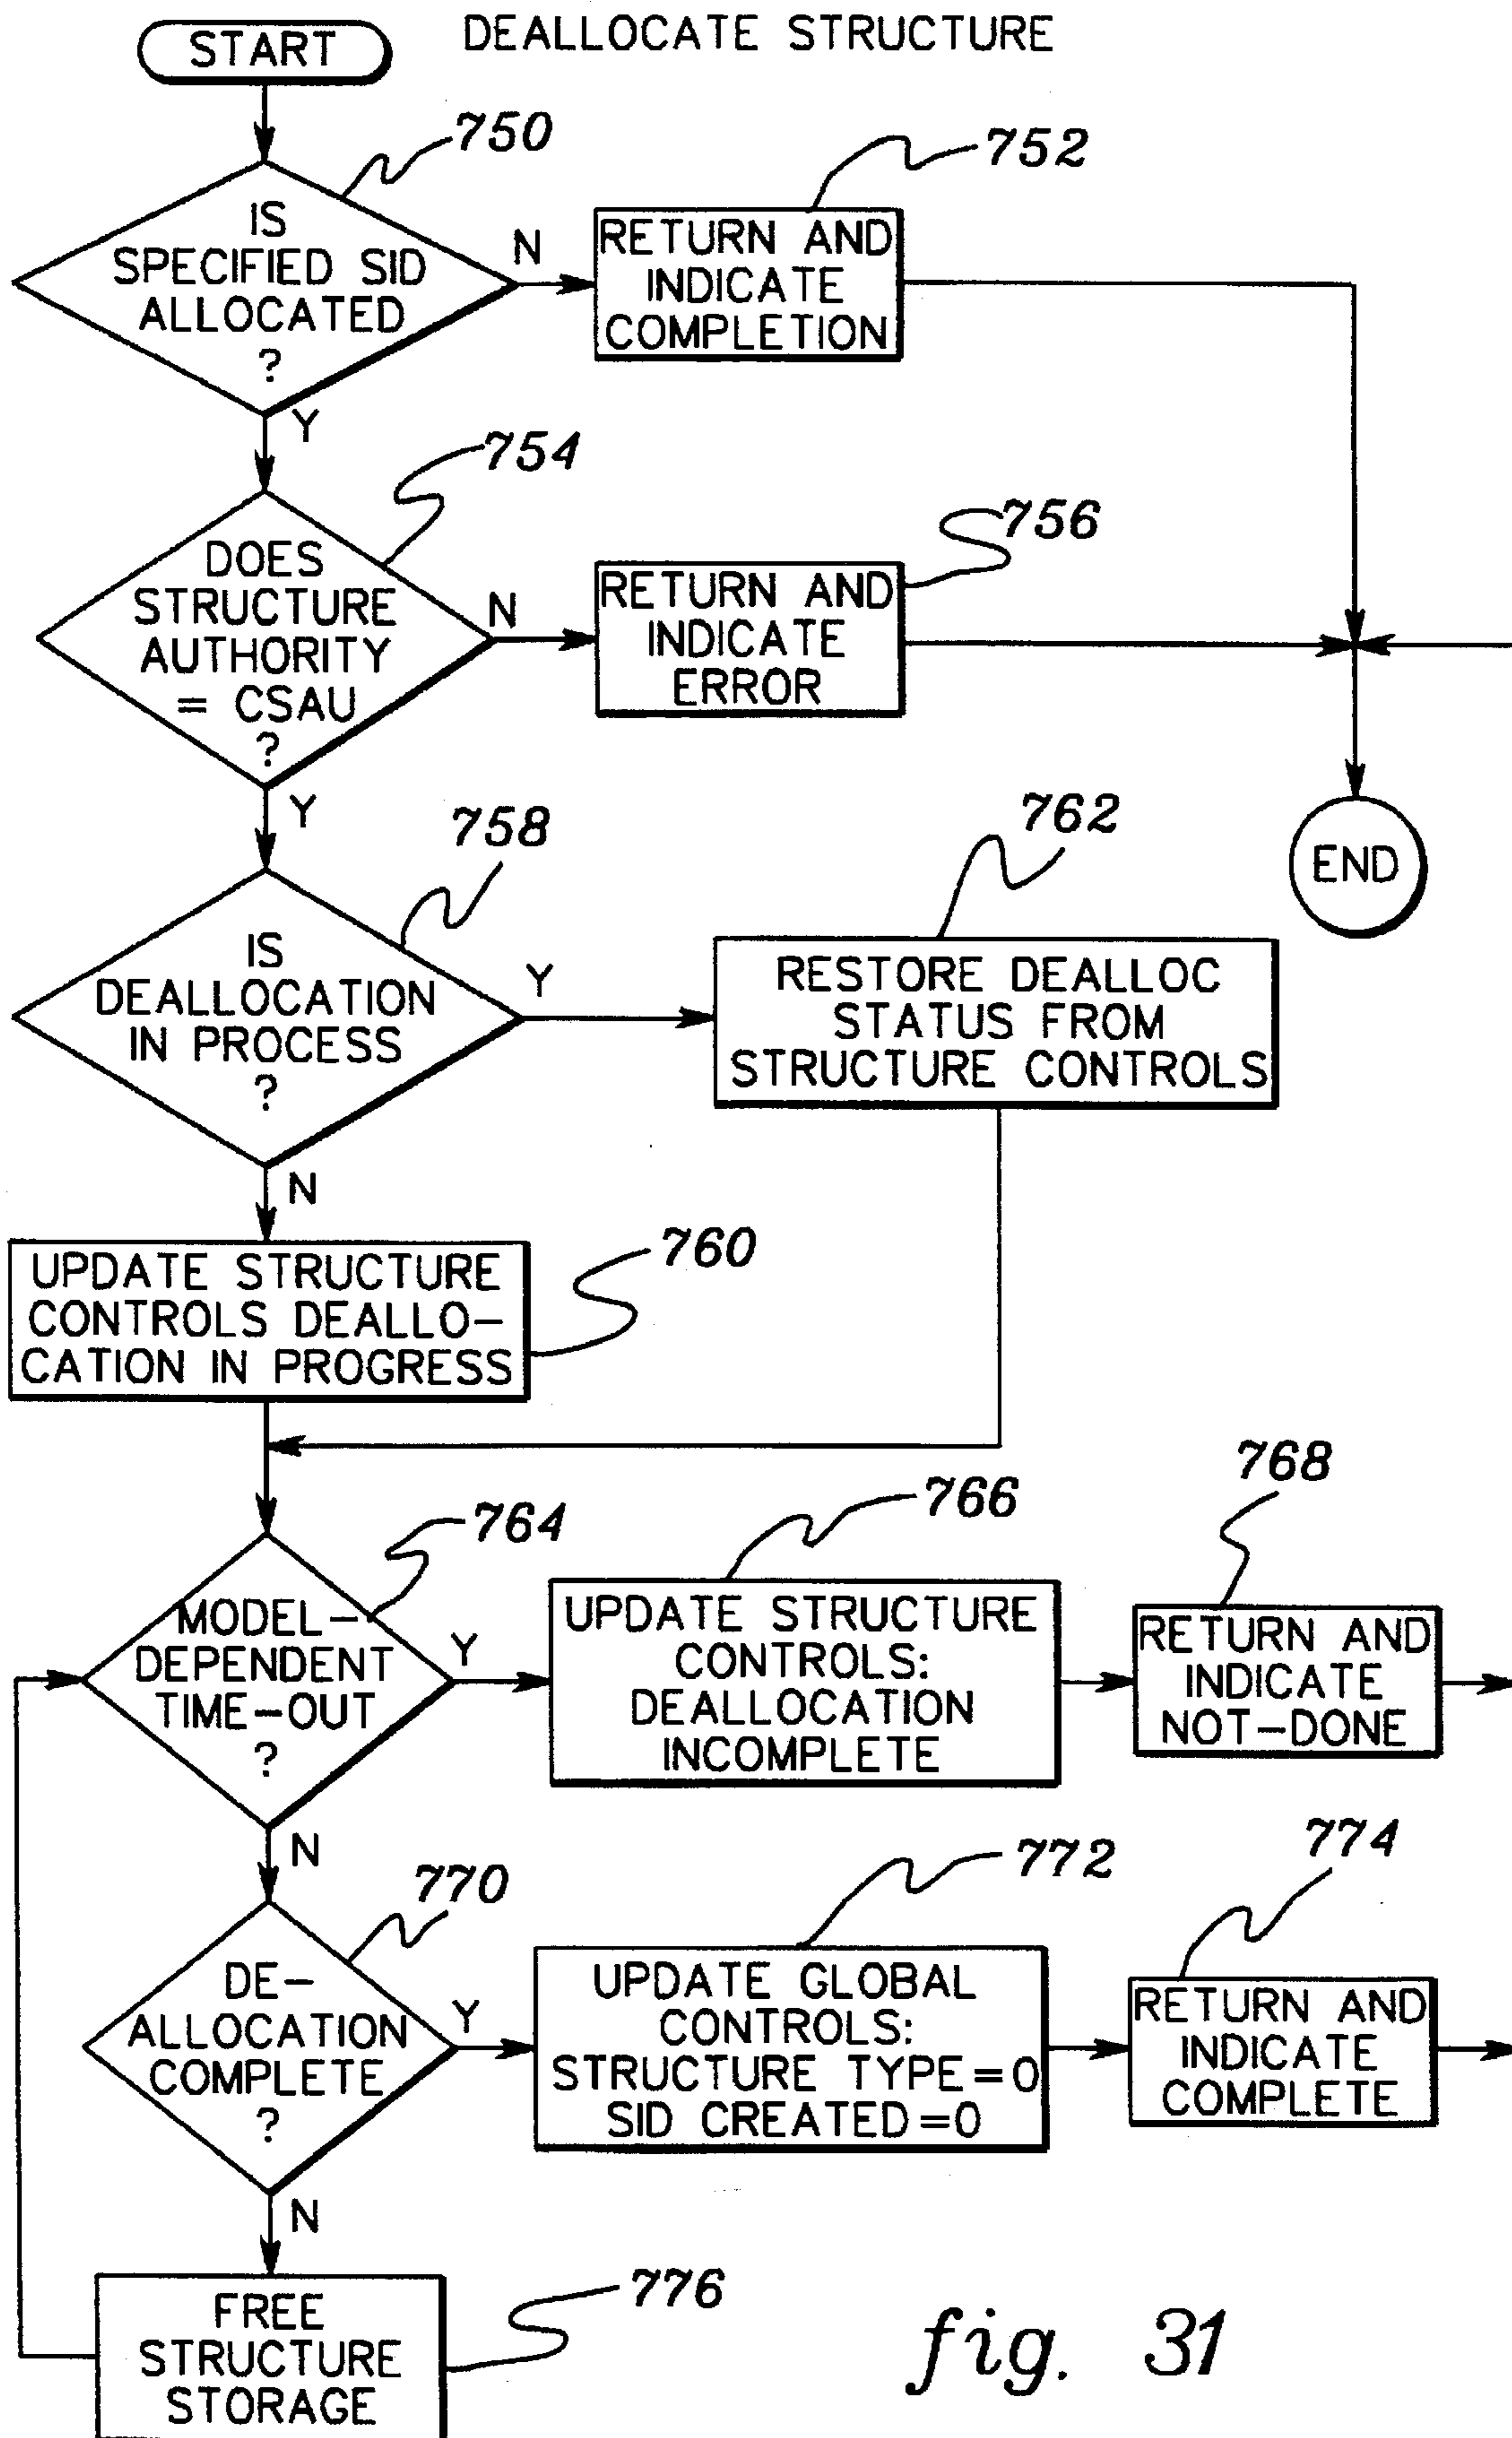 DEALLOCATE STRUCTURE
START
750
IS
SPECIFIED SID
ALLOCATED
?
N
Y
752
RETURN AND
INDICATE
COMPLETION
754
DOES
STRUCTURE
AUTHORITY
= CSAU
?
N
Y
756
RETURN AND
INDICATE
ERROR
END
758
IS
DEALLOCATION
IN PROCESS
?
Y
N
762
RESTORE DEALLOC
STATUS FROM
STRUCTURE CONTROLS
760
UPDATE STRUCTURE
CONTROLS DEALLO-
CATION IN PROGRESS
764
MODEL-
DEPENDENT
TIME-OUT
?
Y
N
766
UPDATE STRUCTURE
CONTROLS:
DEALLOCATION
INCOMPLETE
768
RETURN AND
INDICATE
NOT-DONE
770
DE-
ALLOCATION
COMPLETE
?
Y
N
772
UPDATE GLOBAL
CONTROLS:
STRUCTURE TYPE=0
SID CREATED=0
774
RETURN AND
INDICATE
COMPLETE
776
FREE
STRUCTURE
STORAGE
fig. 31